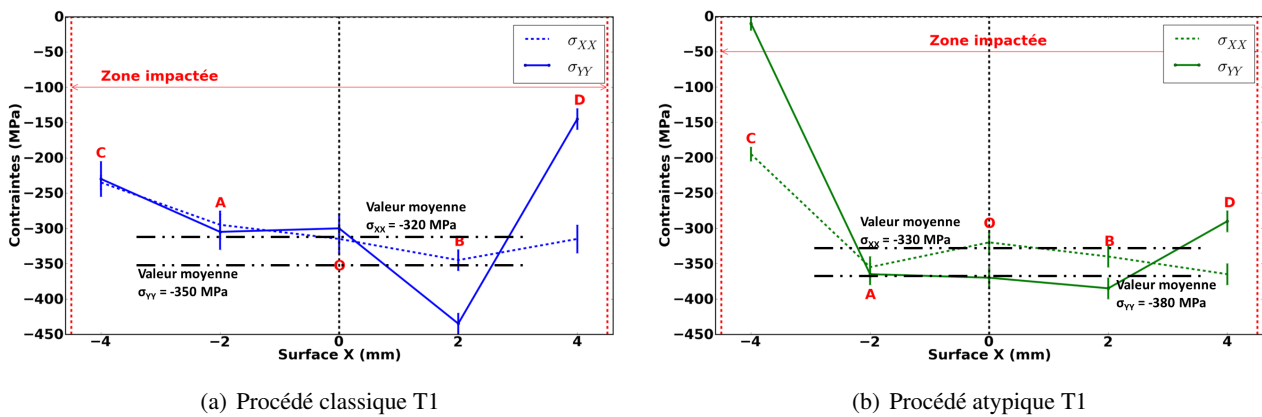 0
−50
−100
−150
−200
−250
−300
−350
−400
−450
Contraintes (MPa)
−4
−2
0
2
4
Surface X (mm)
Zone impactée
σXX
σYY
C
A
O
B
D
Valeur moyenne
σXX = -320 MPa
Valeur moyenne
σYY = -350 MPa
(a) Procédé classique T1
0
−50
−100
−150
−200
−250
−300
−350
−400
−450
Contraintes (MPa)
−4
−2
0
2
4
Surface X (mm)
Zone impactée
σXX
σYY
C
A
O
B
D
Valeur moyenne
σXX = -330 MPa
Valeur moyenne
σYY = -380 MPa
(b) Procédé atypique T1